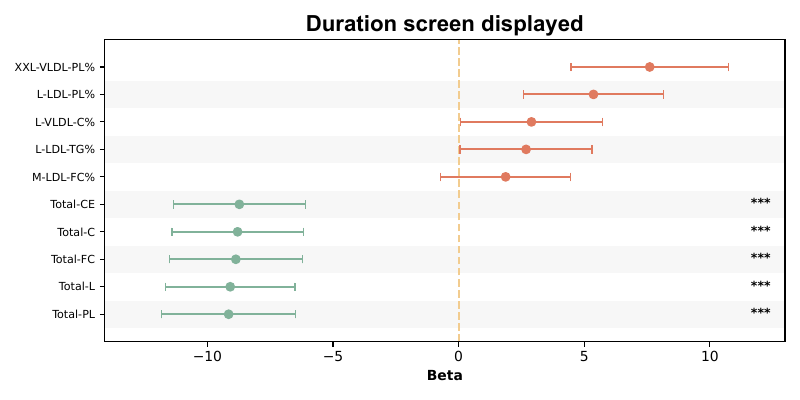 Duration screen displayed
XXL-VLDL-PL%
L-LDL-PL%
L-VLDL-C%
L-LDL-TG%
M-LDL-FC%
Total-CE ***
Total-C ***
Total-FC ***
Total-L ***
Total-PL ***
−10 −5 0 5 10
Beta